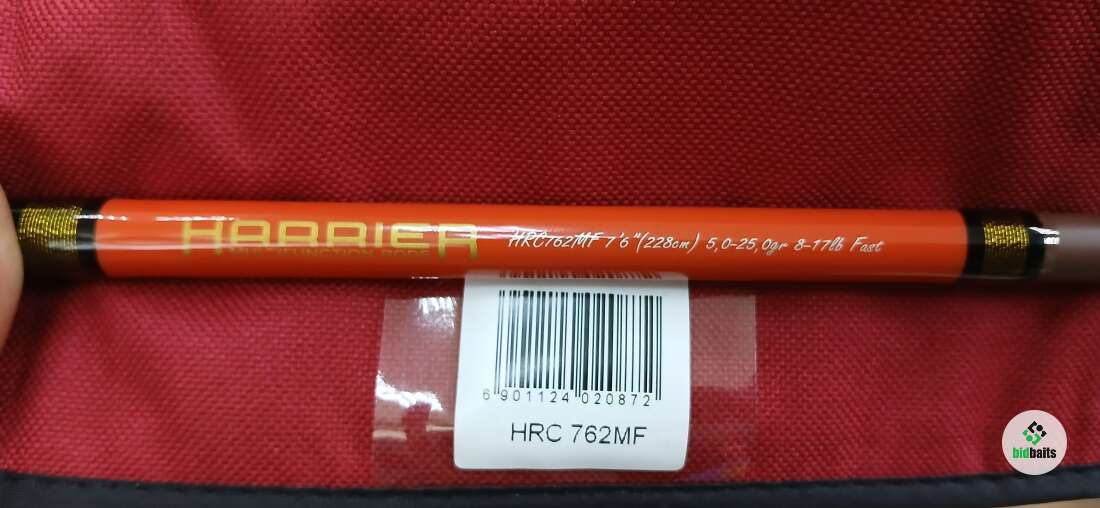 HARRIER
HRC762MF 7'6"(228cm) 5,0-25,0gr 8-17lb Fast
6 901124 020872
HRC 762MF
bidbaits